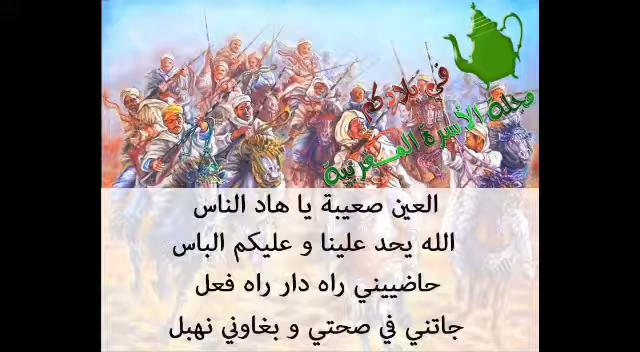 في بلادكم
مجلة الأسرة المغربية
العين صعيبة يا هاد الناس
الله يحد علينا و عليكم الباس
حاضييني راه دار راه فعل
جاتني في صحتي و بغاوني نهبل